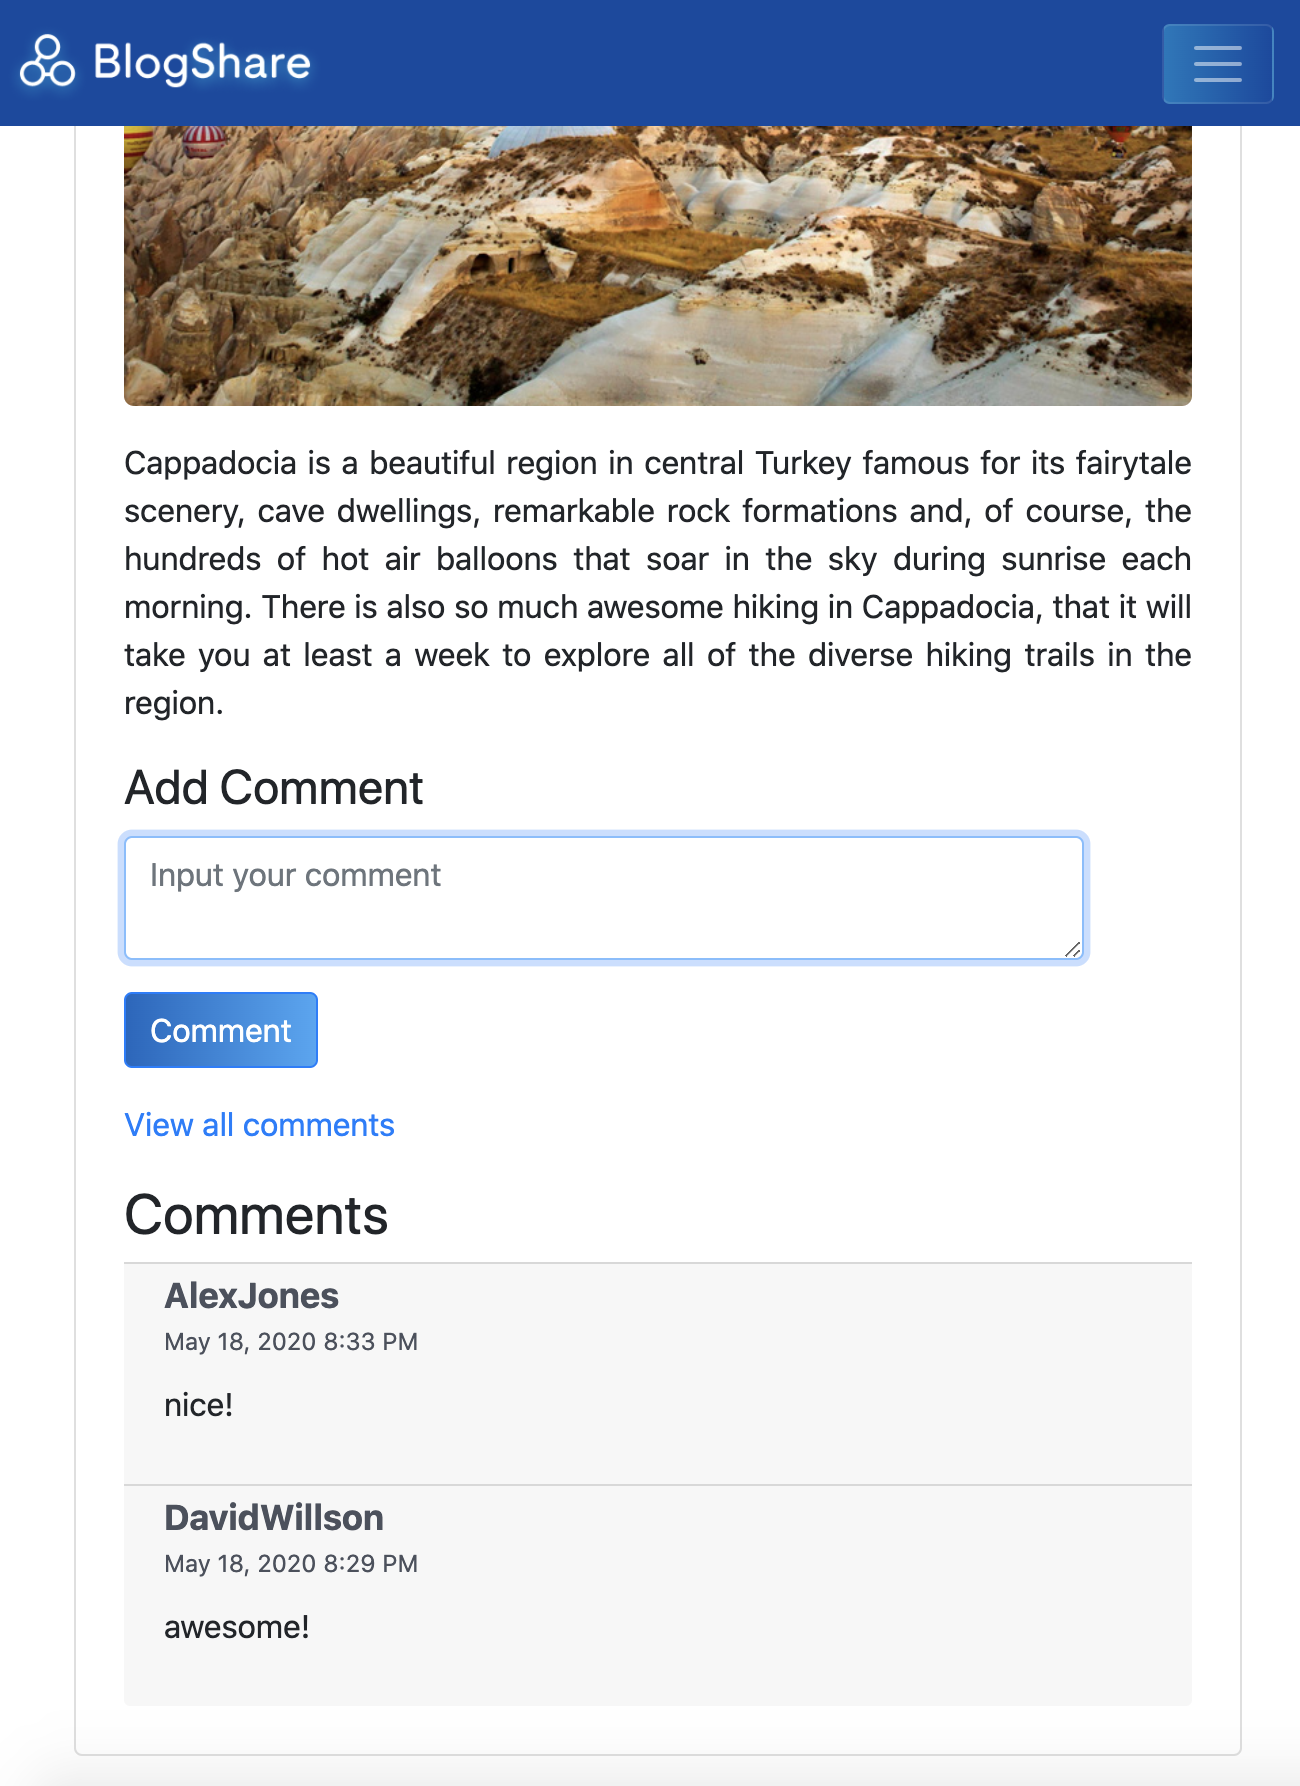 BlogShare
Cappadocia is a beautiful region in central Turkey famous for its fairytale
scenery, cave dwellings, remarkable rock formations and, of course, the
hundreds of hot air balloons that soar in the sky during sunrise each
morning. There is also so much awesome hiking in Cappadocia, that it will
take you at least a week to explore all of the diverse hiking trails in the
region.
Add Comment
Input your comment
Comment
View all comments
Comments
AlexJones
May 18, 2020 8:33 PM
nice!
DavidWillson
May 18, 2020 8:29 PM
awesome!